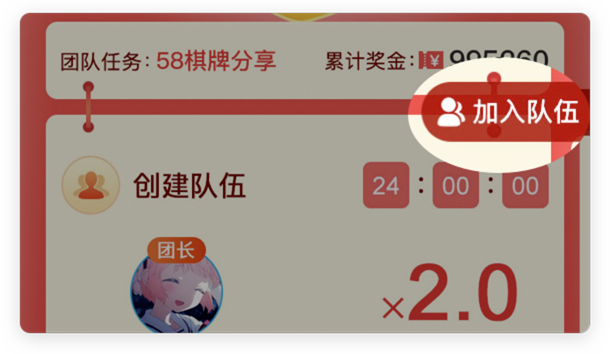 团队任务：58棋牌分享
累计奖金：¥
加入队伍
创建队伍
24 : 00 : 00
团长
×2.0